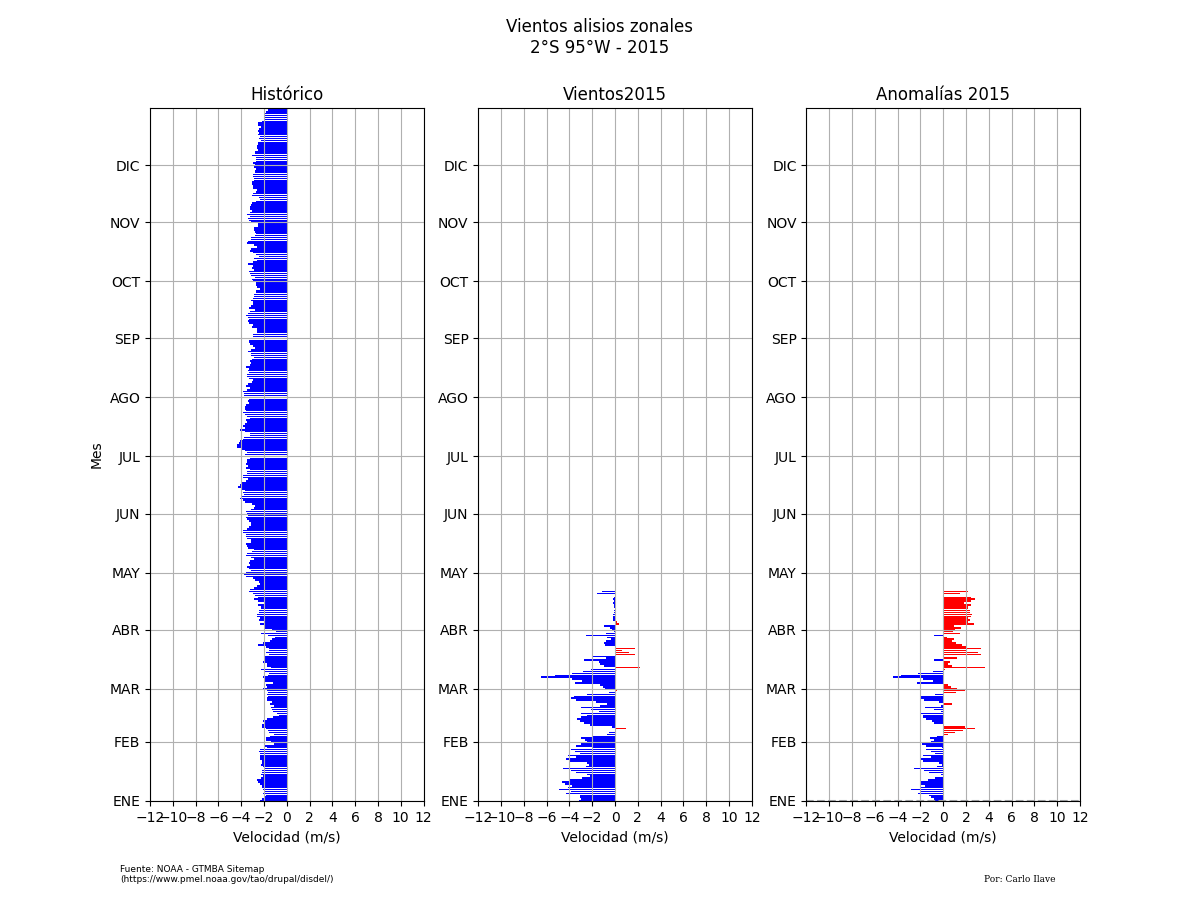 Vientos alisios zonales
2°S 95°W - 2015
Histórico
Vientos2015
Anomalías 2015
DIC
NOV
OCT
SEP
AGO
JUL
JUN
MAY
ABR
MAR
FEB
ENE
Mes
−12 −10 −8 −6 −4 −2 0 2 4 6 8 10 12
Velocidad (m/s)
DIC
NOV
OCT
SEP
AGO
JUL
JUN
MAY
ABR
MAR
FEB
ENE
−12 −10 −8 −6 −4 −2 0 2 4 6 8 10 12
Velocidad (m/s)
DIC
NOV
OCT
SEP
AGO
JUL
JUN
MAY
ABR
MAR
FEB
ENE
−12 −10 −8 −6 −4 −2 0 2 4 6 8 10 12
Velocidad (m/s)
Fuente: NOAA - GTMBA Sitemap
(https://www.pmel.noaa.gov/tao/drupal/disdel/)
Por: Carlo Ilave